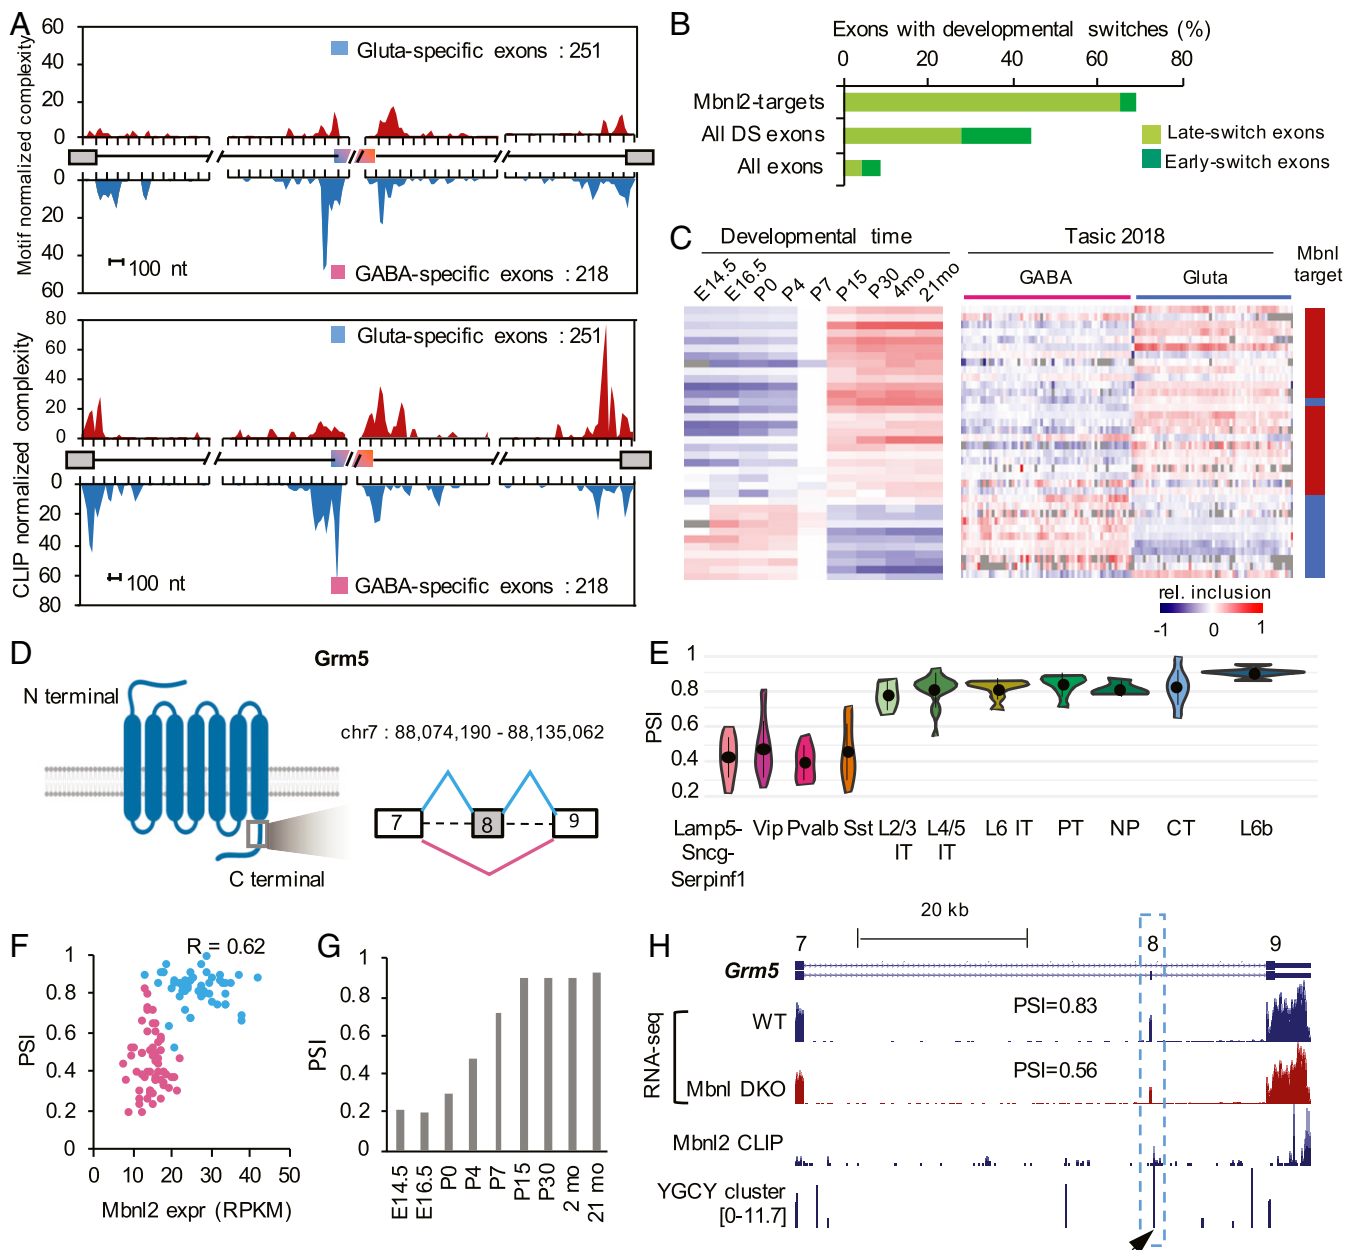 A
Motif normalized complexity
60
40
20
0
Gluta-specific exons : 251
0
20
40
60
100 nt
GABA-specific exons : 218
CLIP normalized complexity
80
60
40
20
0
Gluta-specific exons : 251
0
20
40
60
80
100 nt
GABA-specific exons : 218
B
Exons with developmental switches (%)
0 20 40 60 80
Mbnl2-targets
All DS exons
All exons
Late-switch exons
Early-switch exons
C
Developmental time
E14.5 E16.5 P0 P4 P7 P15 P30 4mo 21mo
Tasic 2018
GABA Gluta
Mbnl
target
rel. inclusion
-1 0 1
D
Grm5
N terminal
C terminal
chr7 : 88,074,190 - 88,135,062
7 8 9
E
PSI
1
0.8
0.6
0.4
0.2
Lamp5-
Sncg-
Serpinf1
Vip
Pvalb
Sst
L2/3
IT
L4/5
IT
L6 IT
PT
NP
CT
L6b
F
R = 0.62
PSI
1
0.8
0.6
0.4
0.2
0
0 10 20 30 40 50
Mbnl2 expr (RPKM)
G
PSI
1
0.8
0.6
0.4
0.2
0
E14.5 E16.5 P0 P4 P7 P15 P30 2 mo 21 mo
H
20 kb
7 8 9
Grm5
RNA-seq
WT
PSI=0.83
Mbnl DKO
PSI=0.56
Mbnl2 CLIP
YGCY cluster
[0-11.7]